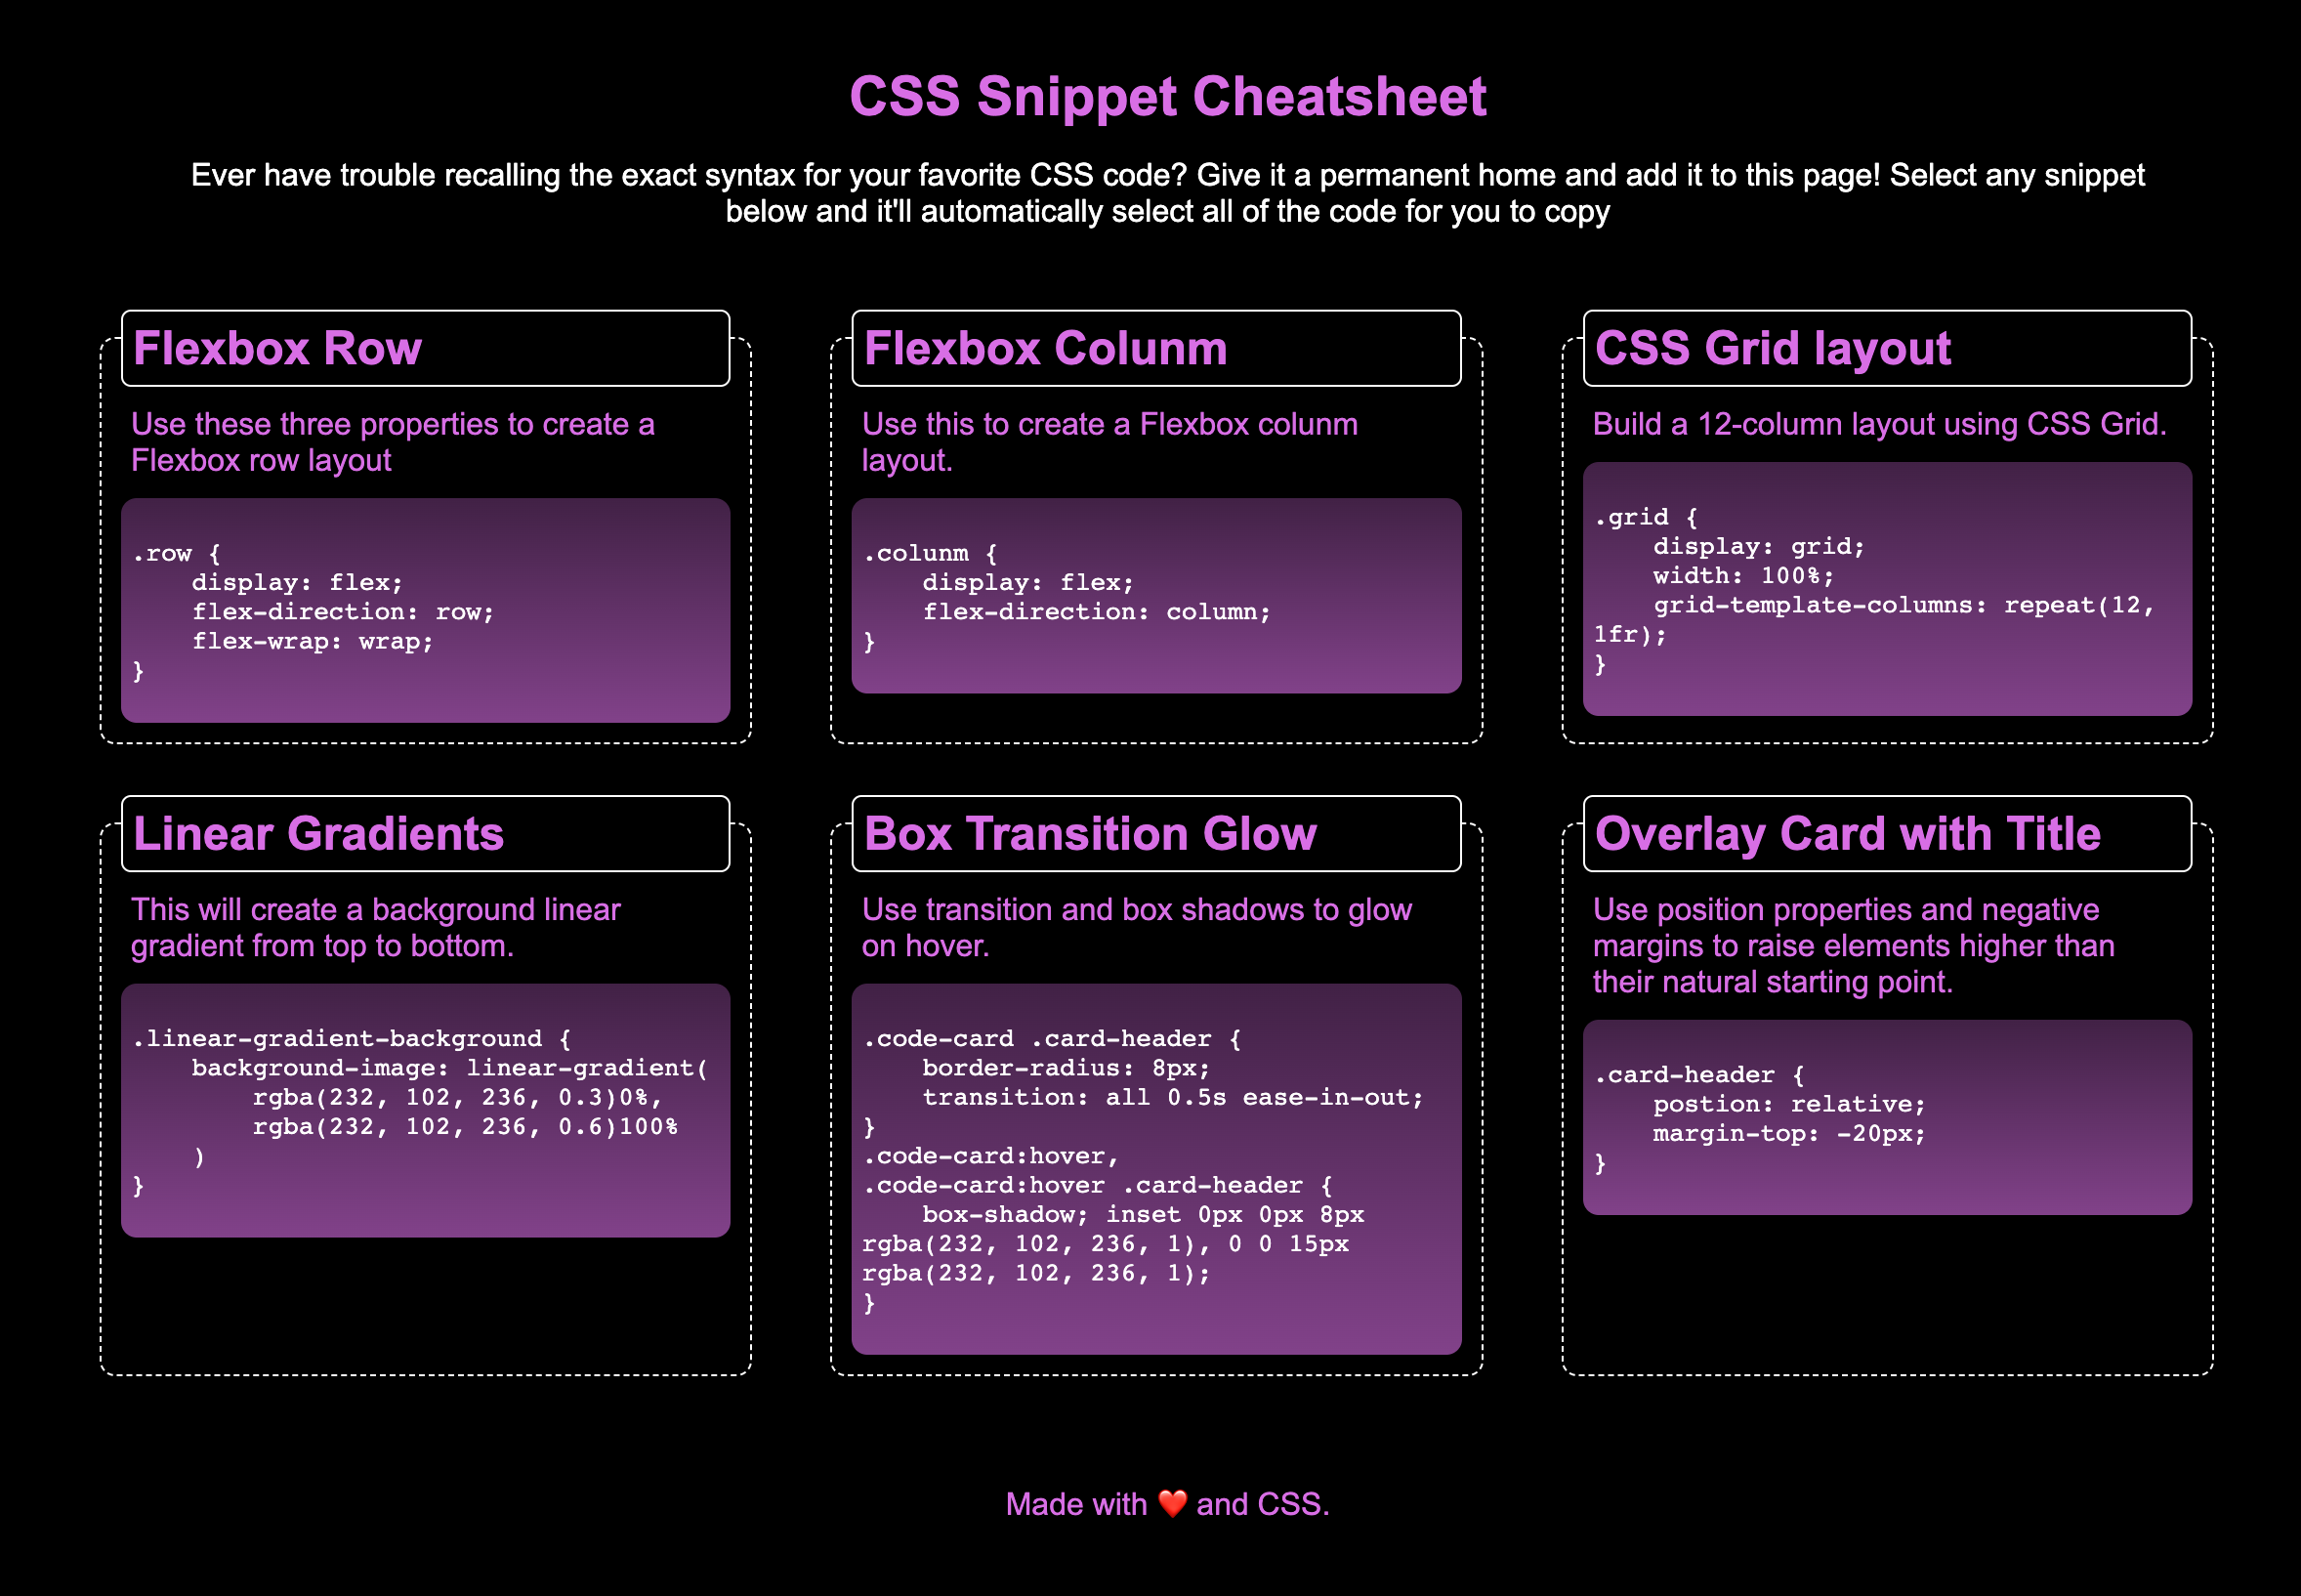 CSS Snippet Cheatsheet
Ever have trouble recalling the exact syntax for your favorite CSS code? Give it a permanent home and add it to this page! Select any snippet
below and it'll automatically select all of the code for you to copy
Flexbox Row
Use these three properties to create a
Flexbox row layout
.row {
    display: flex;
    flex-direction: row;
    flex-wrap: wrap;
}
Flexbox Colunm
Use this to create a Flexbox colunm
layout.
.colunm {
    display: flex;
    flex-direction: column;
}
CSS Grid layout
Build a 12-column layout using CSS Grid.
.grid {
    display: grid;
    width: 100%;
    grid-template-columns: repeat(12,
1fr);
}
Linear Gradients
This will create a background linear
gradient from top to bottom.
.linear-gradient-background {
    background-image: linear-gradient(
        rgba(232, 102, 236, 0.3)0%,
        rgba(232, 102, 236, 0.6)100%
    )
}
Box Transition Glow
Use transition and box shadows to glow
on hover.
.code-card .card-header {
    border-radius: 8px;
    transition: all 0.5s ease-in-out;
}
.code-card:hover,
.code-card:hover .card-header {
    box-shadow; inset 0px 0px 8px
rgba(232, 102, 236, 1), 0 0 15px
rgba(232, 102, 236, 1);
}
Overlay Card with Title
Use position properties and negative
margins to raise elements higher than
their natural starting point.
.card-header {
    postion: relative;
    margin-top: -20px;
}
Made with ❤️ and CSS.